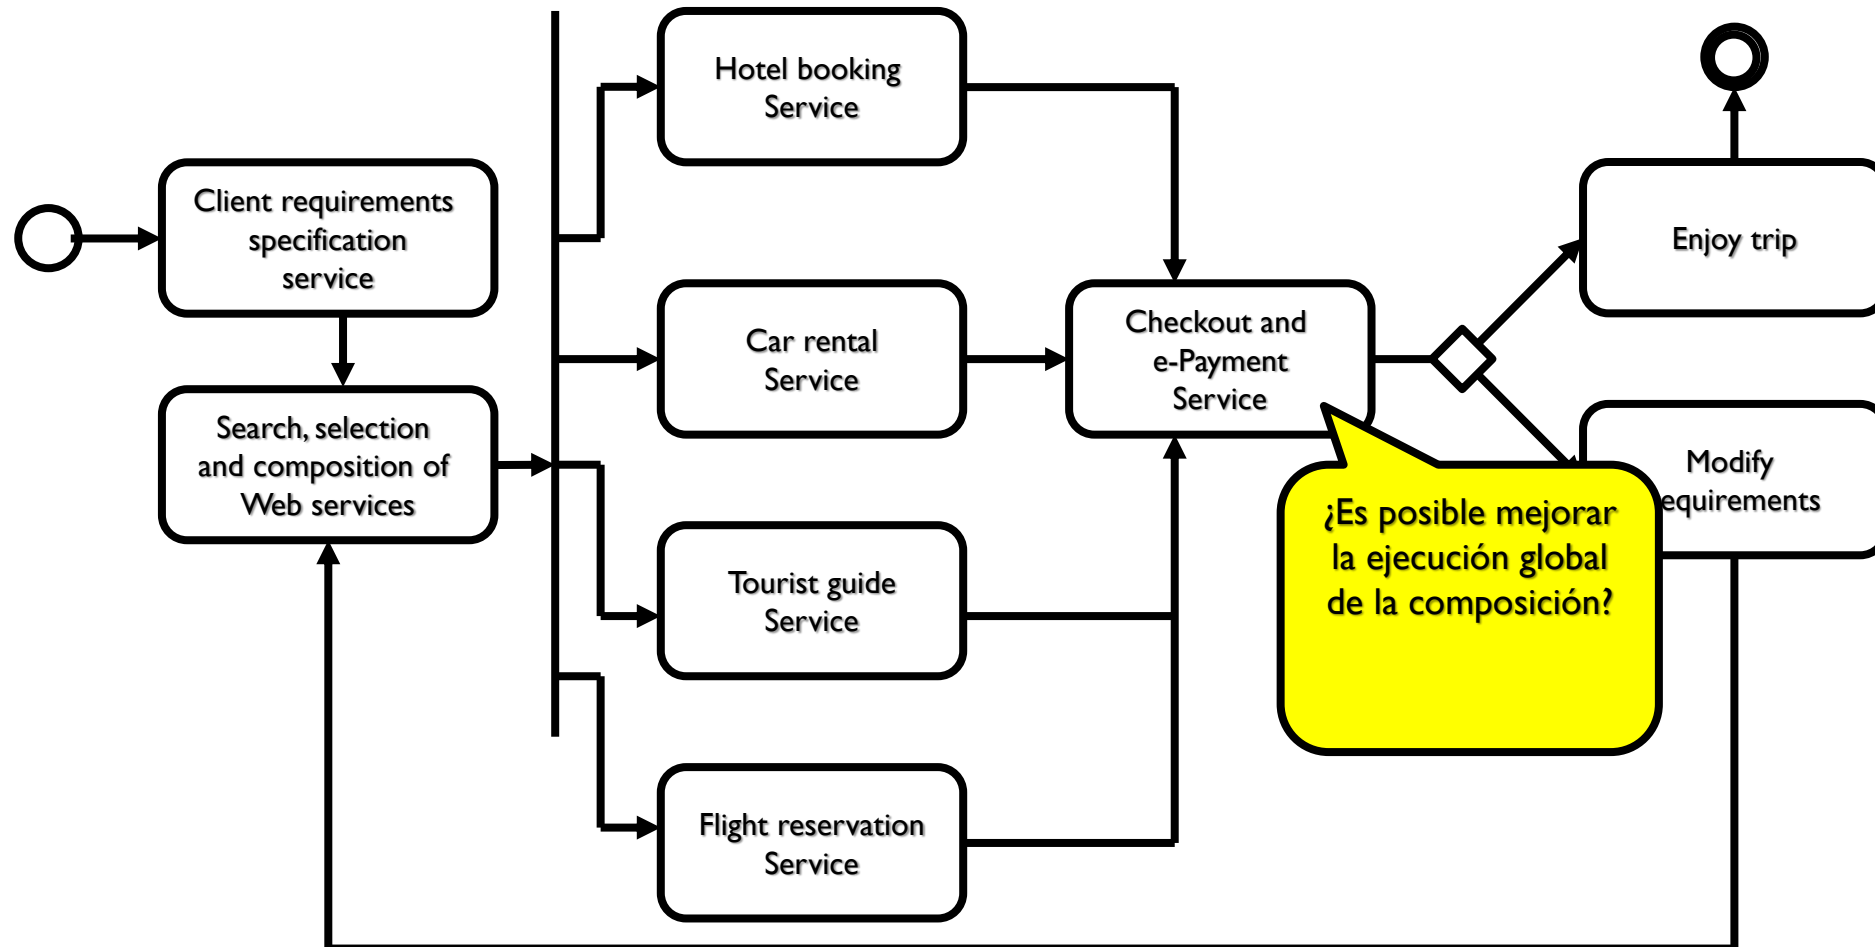 Hotel booking
Service
Client requirements
specification
service
Enjoy trip
Car rental
Service
Checkout and
e-Payment
Service
Search, selection
and composition of
Web services
Modify
equirements
¿Es posible mejorar
la ejecución global
de la composición?
Tourist guide
Service
Flight reservation
Service